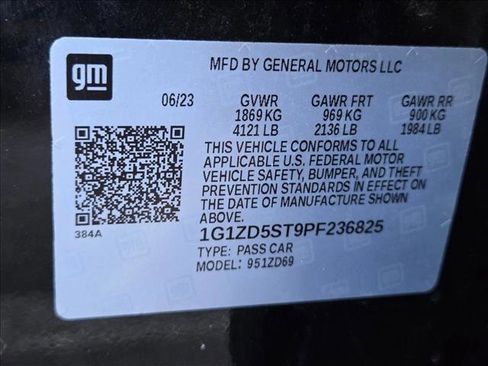 gm
MFD BY GENERAL MOTORS LLC
06/23 GVWR GAWR FRT GAWR RR
1869 KG 969 KG 900 KG
4121 LB 2136 LB 1984 LB
THIS VEHICLE CONFORMS TO ALL
APPLICABLE U.S. FEDERAL MOTOR
VEHICLE SAFETY, BUMPER, AND THEFT
PREVENTION STANDARDS IN EFFECT ON
THE DATE OF MANUFACTURE SHOWN
ABOVE.
384A
1G1ZD5ST9PF236825
TYPE: PASS CAR
MODEL: 951ZD69